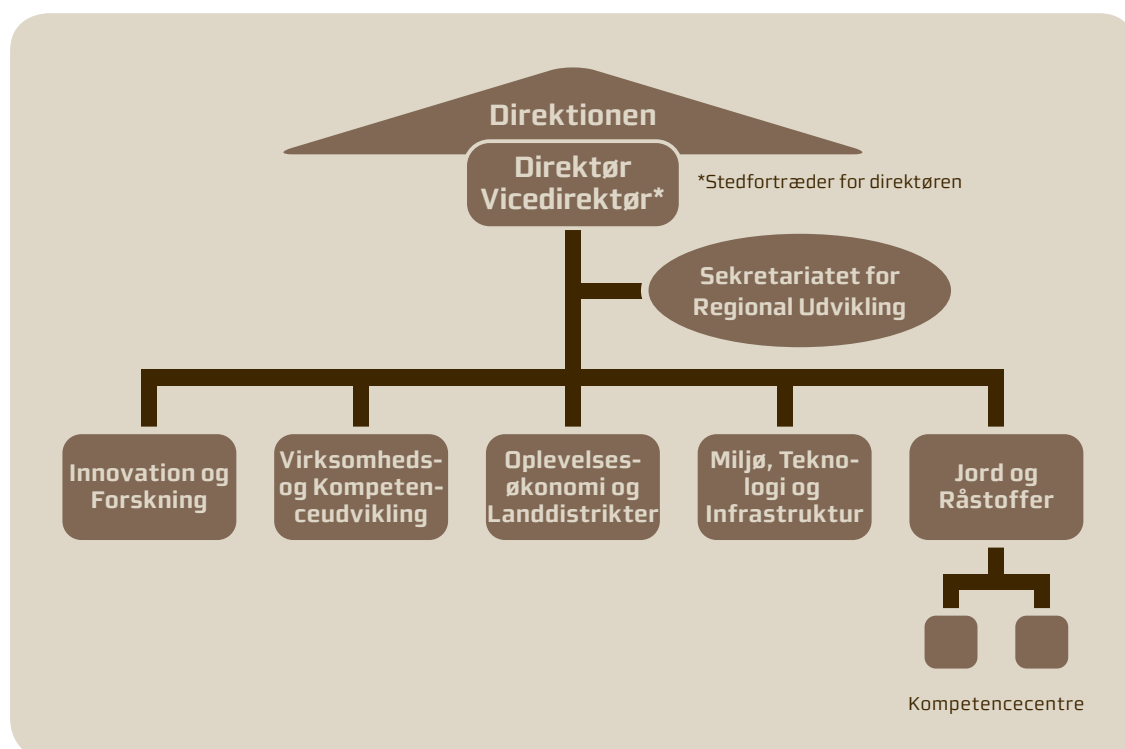 Direktionen
Direktør
Vicedirektør*
*Stedfortræder for direktøren
Sekretariatet for
Regional Udvikling
Innovation og
Forskning
Virksomheds-
og Kompeten-
ceudvikling
Oplevelses-
økonomi og
Landdistrikter
Miljø, Tekno-
logi og
Infrastruktur
Jord og
Råstoffer
Kompetencecentre